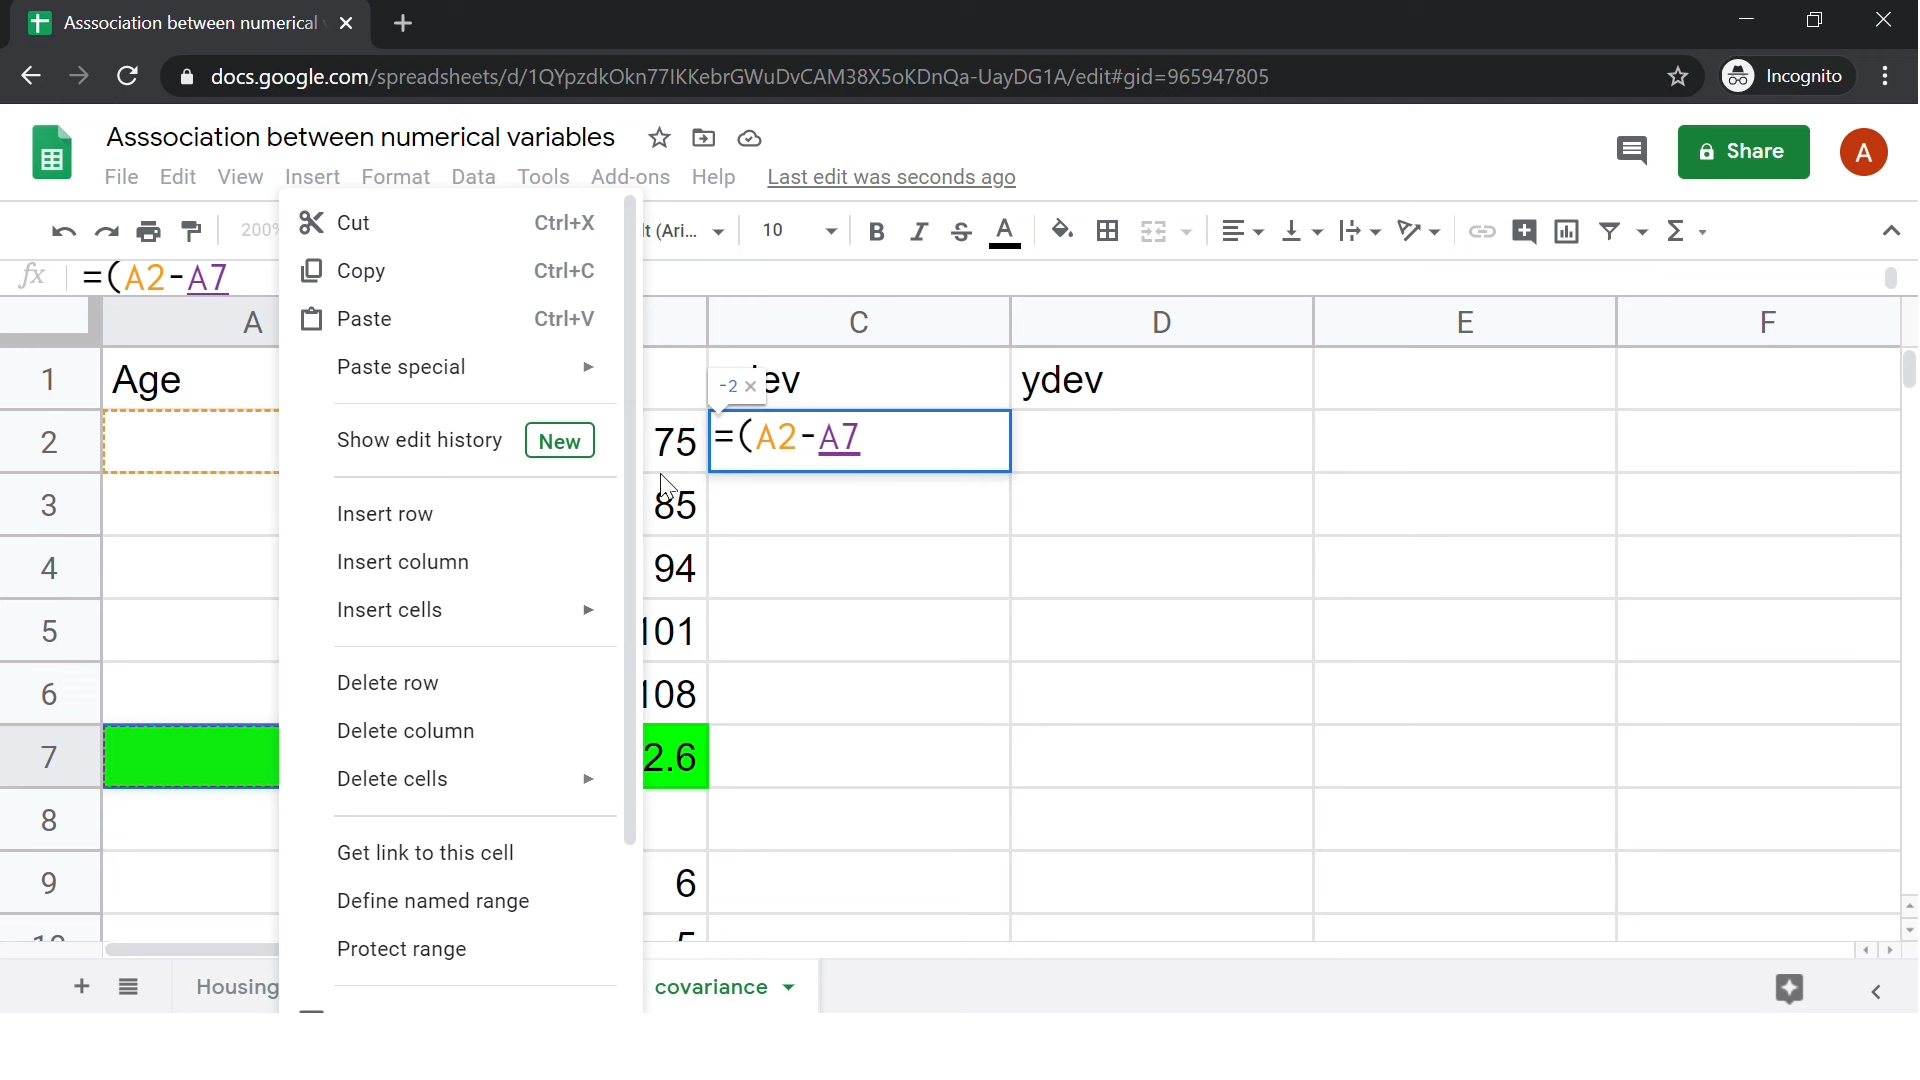 Asssociation between numerical
docs.google.com/spreadsheets/d/1QYpzdkOkn77IKKebrGWuDvCAM38X5oKDnQa-UayDG1A/edit#gid=965947805
Incognito
Asssociation between numerical variables
Share
A
File Edit View Insert Format Data Tools Add-ons Help Last edit was seconds ago
200% (Ari... 10 B I S A Σ
fx =(A2-A7
Cut Ctrl+X
Copy Ctrl+C
Paste Ctrl+V
Paste special
Show edit history New
Insert row
Insert column
Insert cells
Delete row
Delete column
Delete cells
Get link to this cell
Define named range
Protect range
A C D E F
1 Age ydev
-2 ×
2 75 =(A2-A7
3 85
4 94
5 101
6 108
7 2.6
8
9 6
Housing covariance